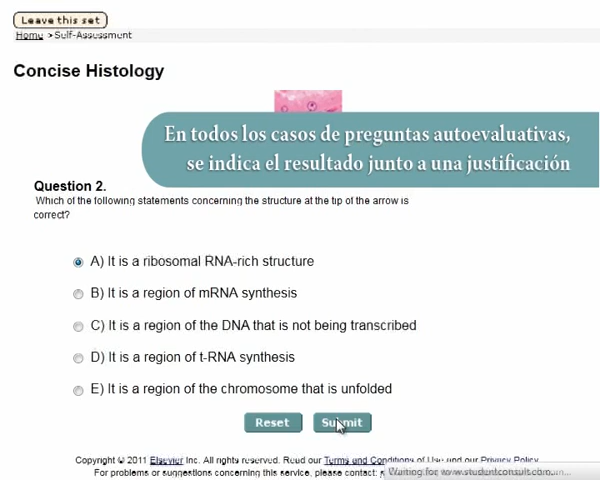 Leave this set
Home > Self-Assessment
Concise Histology
En todos los casos de preguntas autoevaluativas,
se indica el resultado junto a una justificación
Question 2.
Which of the following statements concerning the structure at the tip of the arrow is
correct?
A) It is a ribosomal RNA-rich structure
B) It is a region of mRNA synthesis
C) It is a region of the DNA that is not being transcribed
D) It is a region of t-RNA synthesis
E) It is a region of the chromosome that is unfolded
Reset Submit
Copyright © 2011 Elsevier Inc. All rights reserved. Read our Terms and Conditions of Use and our Privacy Policy.
For problems or suggestions concerning this service, please contact:
Waiting for www.studentconsult.com...